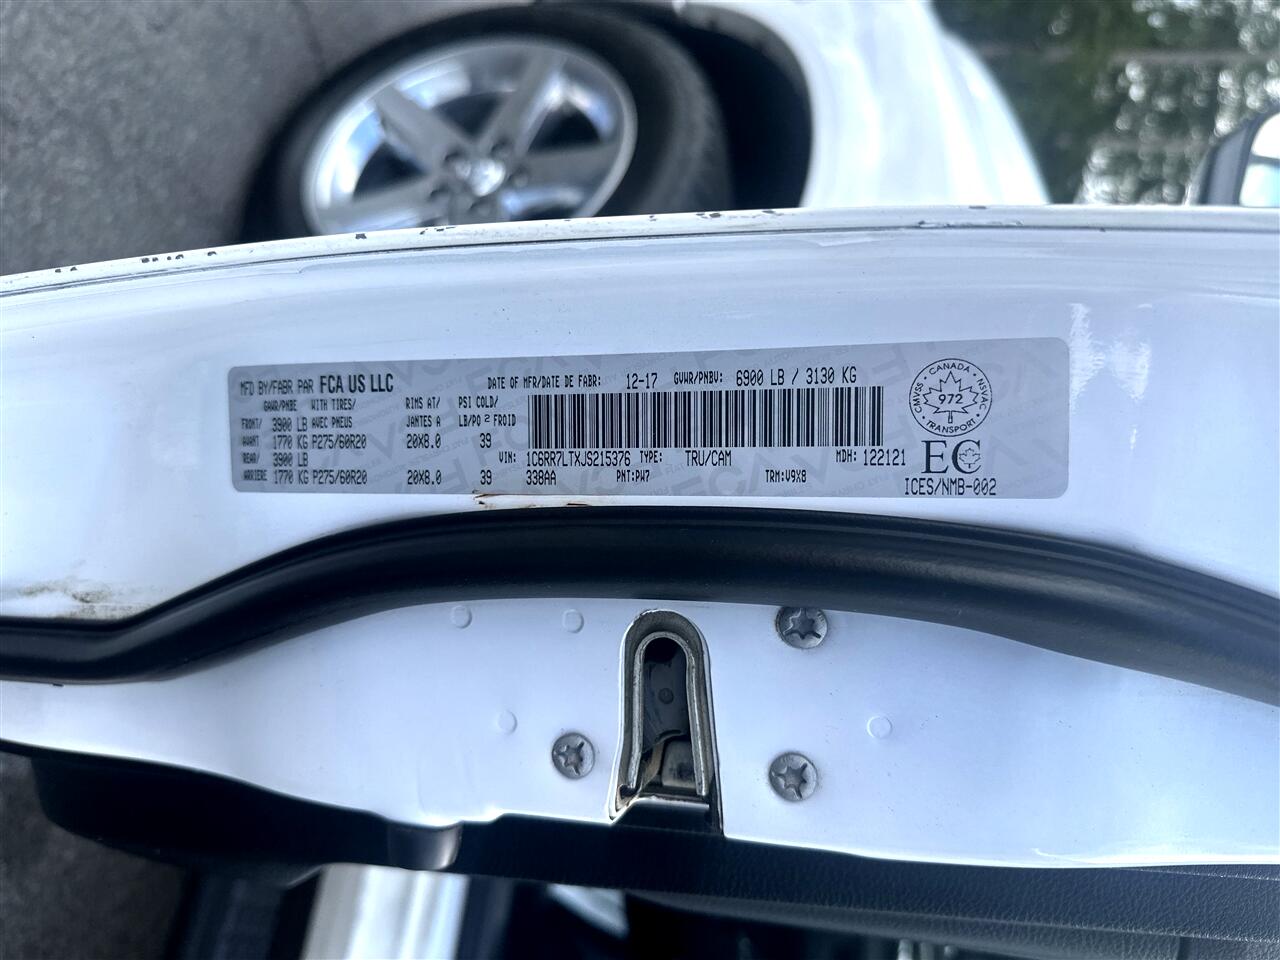 MFD BY/FABR PAR FCA US LLC DATE OF MFR/DATE DE FABR: 12-17 GVWR/PNBV: 6900 LB / 3130 KG
GAWR/PNBE WITH TIRES/ RIMS AT/ PSI COLD/
FRONT/ 3900 LB AVEC PNEUS JANTES A LB/PO2 FROID
AVANT 1770 KG P275/60R20 20X8.0 39
REAR/ 3900 LB VIN: 1C6RR7LTXJS215376 TYPE: TRU/CAM MDH: 122121
ARRIERE 1770 KG P275/60R20 20X8.0 39 338AA PNT:PW7 TRM:V9X8
CANADA
CMVSS 972 NSVAC
TRANSPORT
EC
ICES/NMB-002